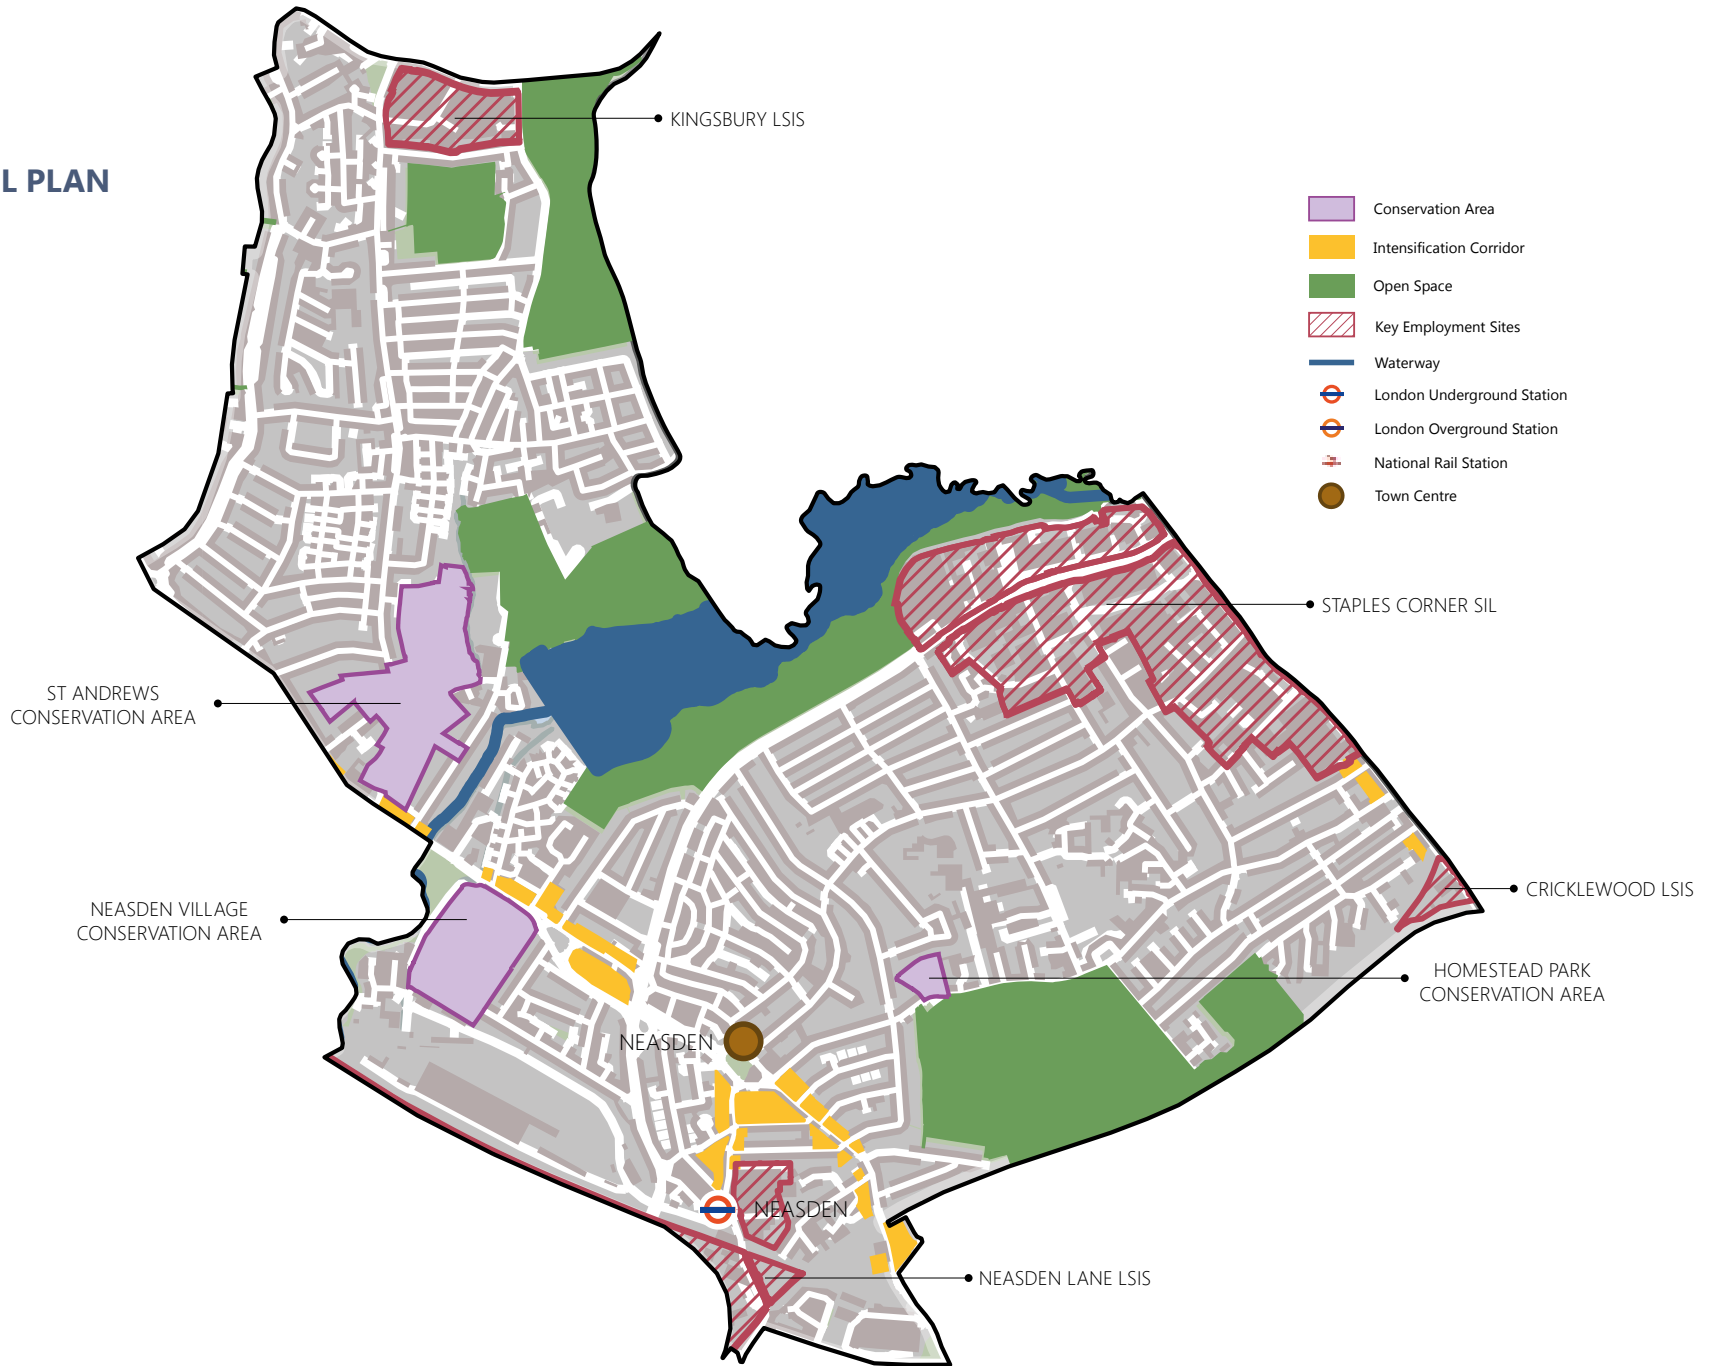 L PLAN
KINGSBURY LSIS
Conservation Area
Intensification Corridor
Open Space
Key Employment Sites
Waterway
London Underground Station
London Overground Station
National Rail Station
Town Centre
STAPLES CORNER SIL
ST ANDREWS
CONSERVATION AREA
NEASDEN VILLAGE
CONSERVATION AREA
CRICKLEWOOD LSIS
HOMESTEAD PARK
CONSERVATION AREA
NEASDEN
NEASDEN
NEASDEN LANE LSIS